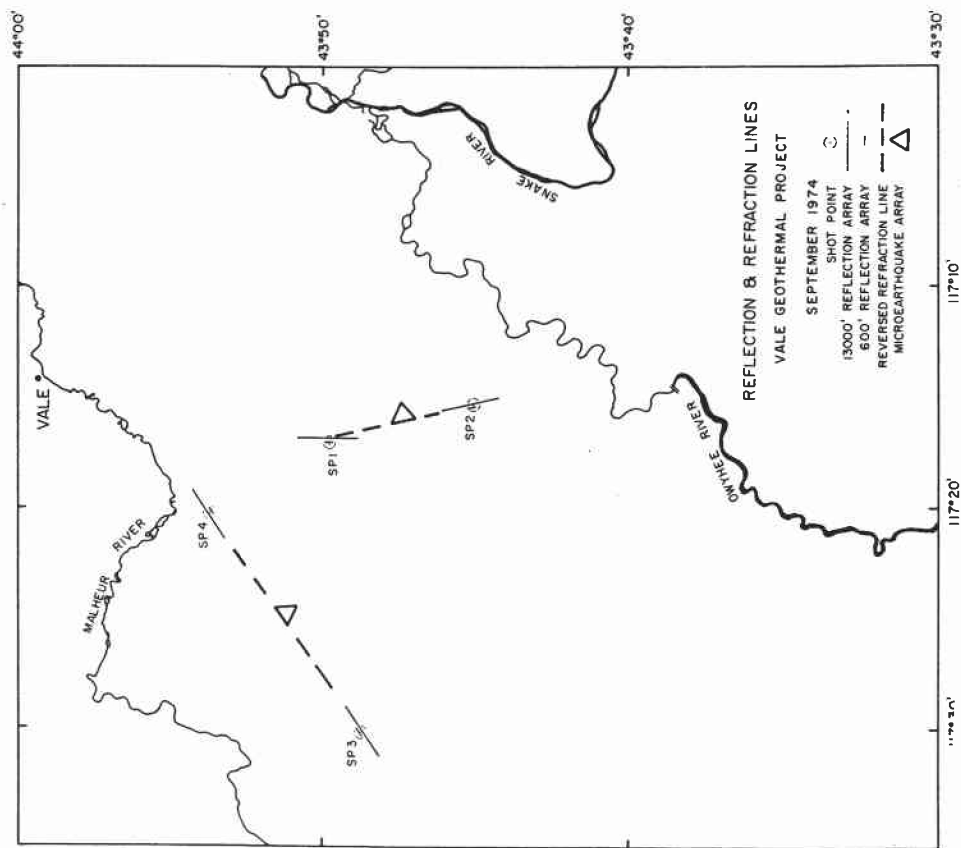 44°00'
43°50'
43°40'
43°30'
VALE
MALHEUR
RIVER
SP4
SP3
SP1
SP2
SNAKE
RIVER
OWYHEE RIVER
117°10'
117°20'
117°30'
REFLECTION & REFRACTION LINES
VALE GEOTHERMAL PROJECT
SEPTEMBER 1974
SHOT POINT
13000' REFLECTION ARRAY
600' REFLECTION ARRAY
REVERSED REFRACTION LINE
MICROEARTHQUAKE ARRAY